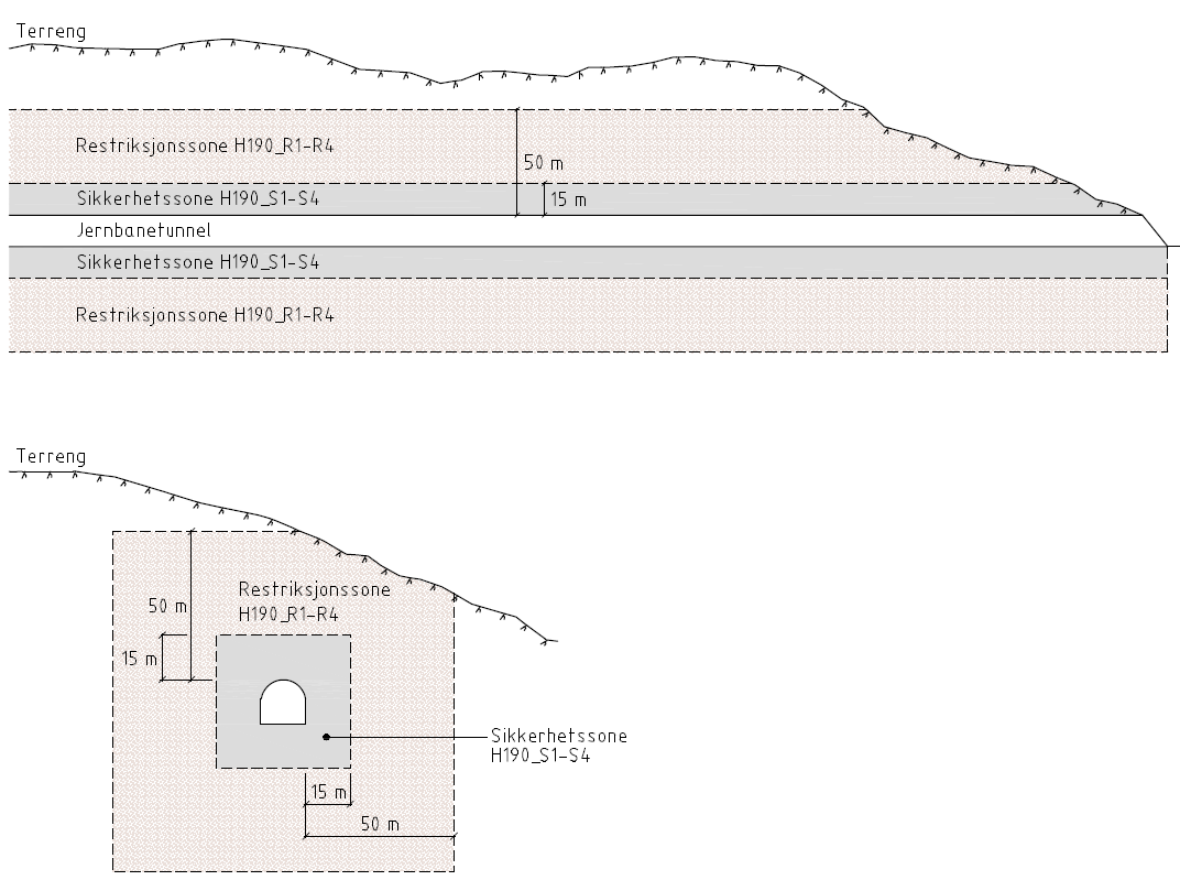 Terreng
Restriksjonssone H190_R1-R4
50 m
Sikkerhetssone H190_S1-S4
15 m
Jernbanetunnel
Sikkerhetssone H190_S1-S4
Restriksjonssone H190_R1-R4
Terreng
Restriksjonssone
H190_R1-R4
50 m
15 m
Sikkerhetssone
H190_S1-S4
15 m
50 m